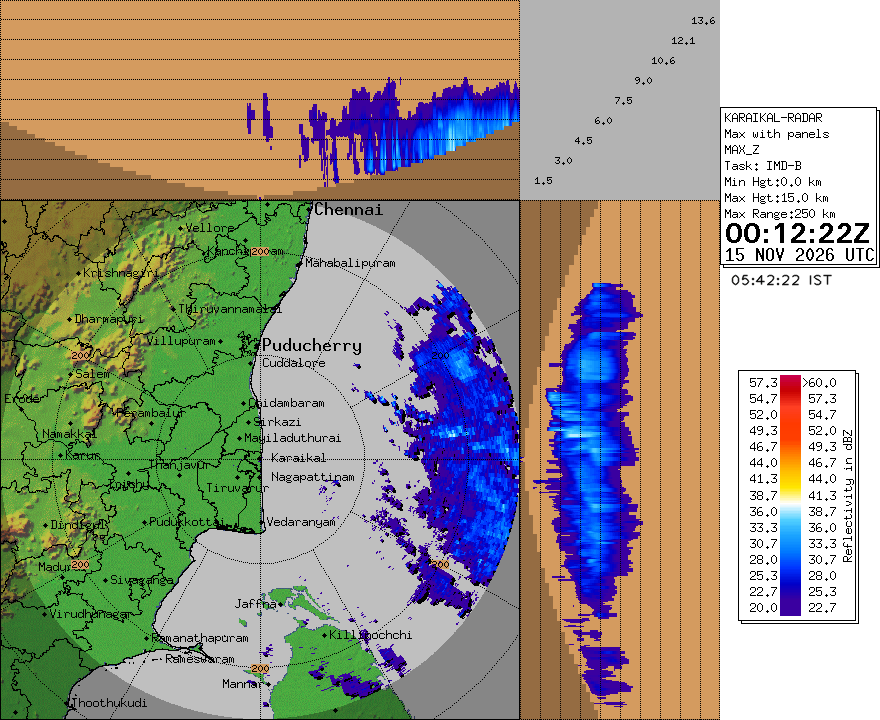 13.6
12.1
10.6
9.0
7.5
6.0
4.5
3.0
1.5
KARAIKAL-RADAR
Max with panels
MAX_Z
Task: IMD-B
Min Hgt:0.0 km
Max Hgt:15.0 km
Max Range:250 km
00:12:22Z
15 NOV 2026 UTC
05:42:22 IST
Chennai
Vellore
200
Mahabalipuram
Krishnagiri
Thiruvannamalai
Dharmapuri
Villupuram
Puducherry
200
200
Cuddalore
Salem
Erode
Chidambaram
Perambalur
Sirkazi
Namakkal
Mayiladuthurai
Karur
Karaikal
Thanjavur
Nagapattinam
Tiruvarur
Dindigul
Pudukkottai
Vedaranyam
Madurai
200
200
Sivaganga
Jaffna
Virudhunagar
Ramanathapuram
Killinochchi
Rameswaram
200
Mannar
Thoothukudi
57.3 >60.0
54.7 57.3
52.0 54.7
49.3 52.0
46.7 49.3
44.0 46.7
41.3 44.0
38.7 41.3
36.0 38.7
33.3 36.0
30.7 33.3
28.0 30.7
25.3 28.0
22.7 25.3
20.0 22.7
Reflectivity in dBZ